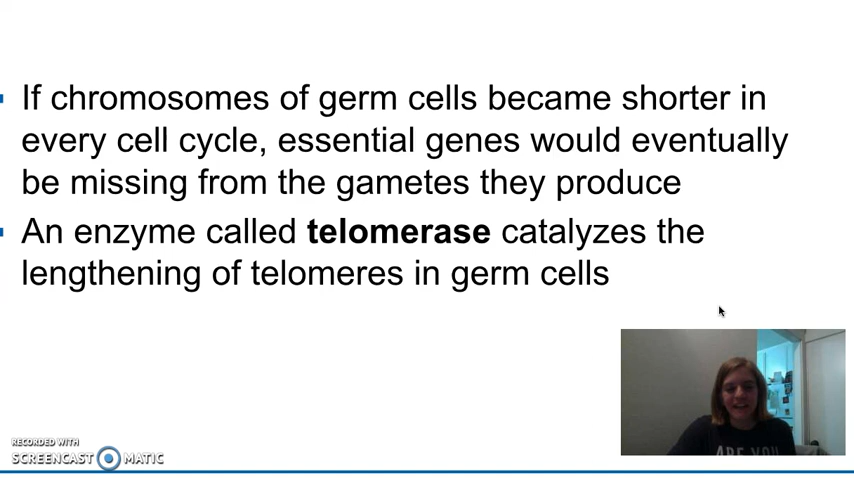 If chromosomes of germ cells became shorter in
every cell cycle, essential genes would eventually
be missing from the gametes they produce
An enzyme called telomerase catalyzes the
lengthening of telomeres in germ cells
ARE YOU
RECORDED WITH
SCREENCAST MATIC